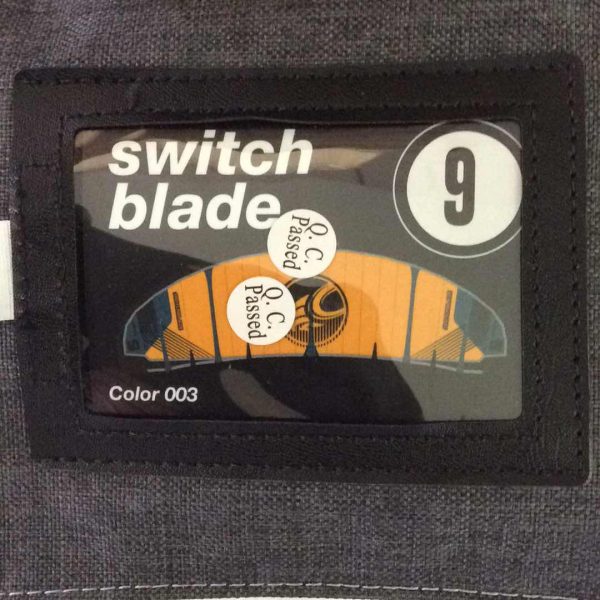 switch
blade
9
Q. C.
Passed
Q. C.
Passed
Color 003